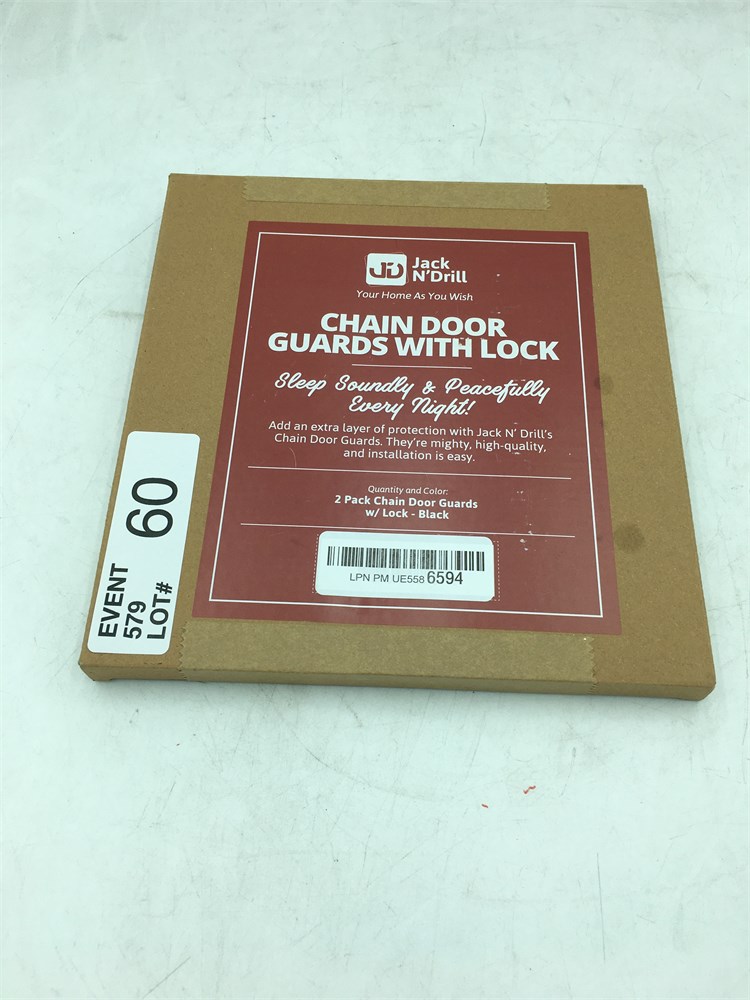 JD
Jack
N'Drill
Your Home As You Wish
CHAIN DOOR
GUARDS WITH LOCK
Sleep Soundly & Peacefully
Every Night!
Add an extra layer of protection with Jack N' Drill's
Chain Door Guards. They're mighty, high-quality,
and installation is easy.
Quantity and Color:
2 Pack Chain Door Guards
w/ Lock - Black
LPN PM UE558 6594
EVENT
579
LOT# 60